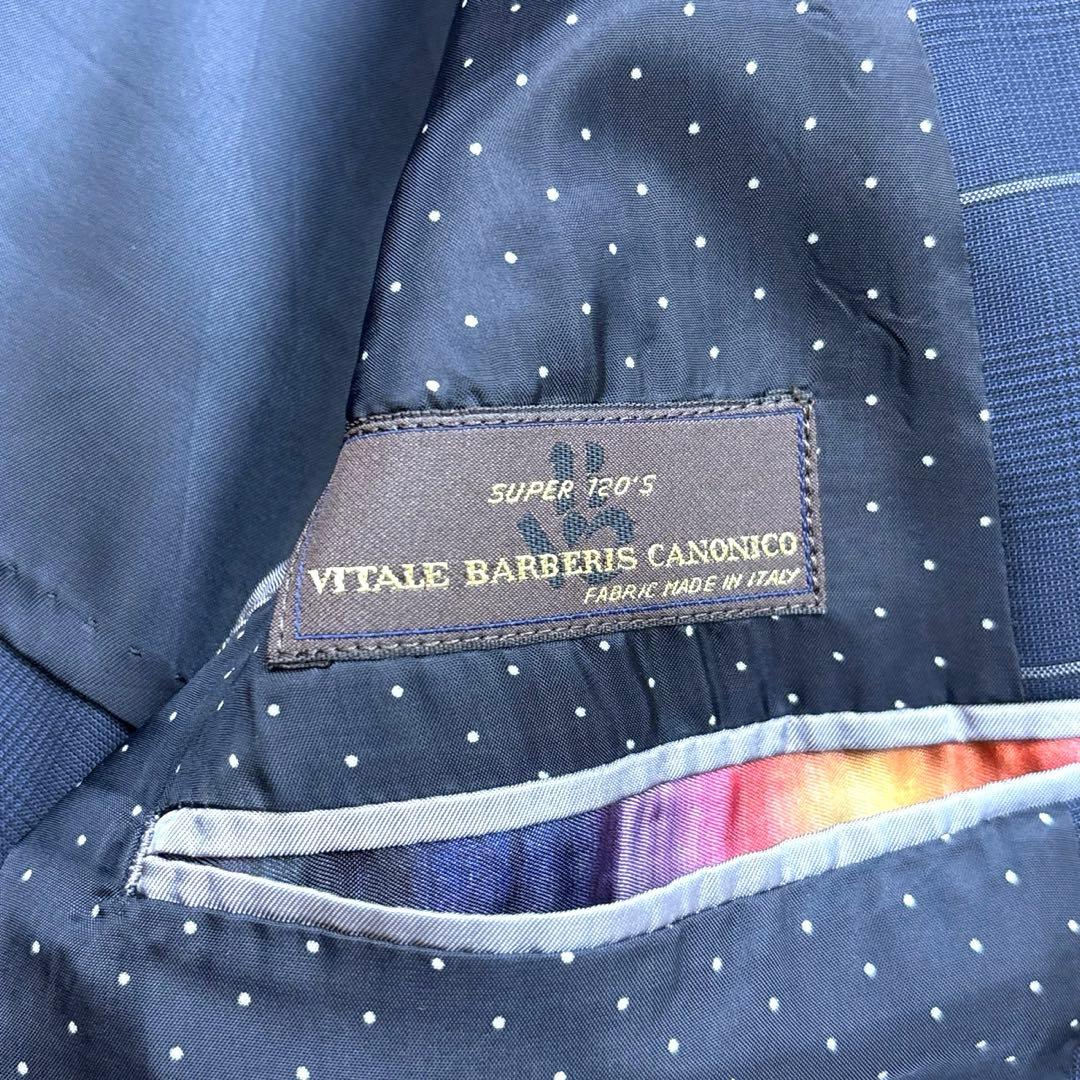 SUPER 120'S
VITALE BARBERIS CANONICO
FABRIC MADE IN ITALY